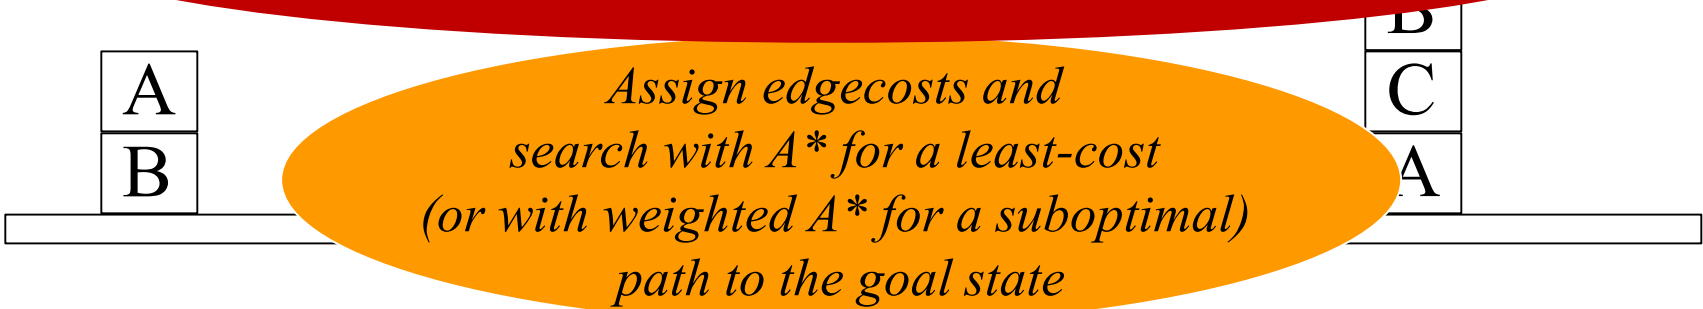 B
A
C
B
A
Assign edgecosts and
search with A* for a least-cost
(or with weighted A* for a suboptimal)
path to the goal state